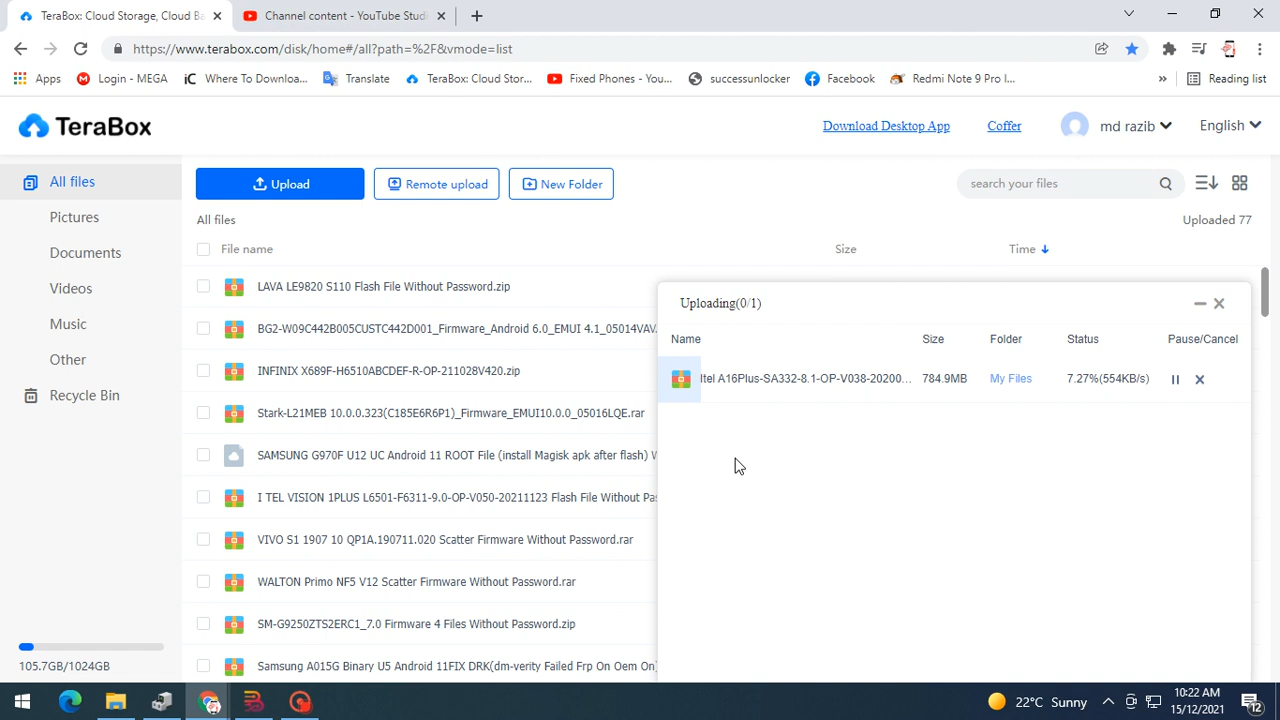 TeraBox: Cloud Storage, Cloud Ba
Channel content - YouTube Studi
https://www.terabox.com/disk/home#/all?path=%2F&vmode=list
Apps
Login - MEGA
Where To Downloa...
Translate
TeraBox: Cloud Stor...
Fixed Phones - You...
successunlocker
Facebook
Redmi Note 9 Pro I...
»
Reading list
TeraBox
Download Desktop App
Coffer
md razib
English
All files
Pictures
Documents
Videos
Music
Other
Recycle Bin
105.7GB/1024GB
Upload
Remote upload
New Folder
search your files
All files
Uploaded 77
File name
Size
Time
LAVA LE9820 S110 Flash File Without Password.zip
BG2-W09C442B005CUSTC442D001_Firmware_Android 6.0_EMUI 4.1_05014VAV
INFINIX X689F-H6510ABCDEF-R-OP-211028V420.zip
Stark-L21MEB 10.0.0.323(C185E6R6P1)_Firmware_EMUI10.0.0_05016LQE.rar
SAMSUNG G970F U12 UC Android 11 ROOT File (install Magisk apk after flash) W
I TEL VISION 1PLUS L6501-F6311-9.0-OP-V050-20211123 Flash File Without Pas
VIVO S1 1907 10 QP1A.190711.020 Scatter Firmware Without Password.rar
WALTON Primo NF5 V12 Scatter Firmware Without Password.rar
SM-G9250ZTS2ERC1_7.0 Firmware 4 Files Without Password.zip
Samsung A015G Binary U5 Android 11FIX DRK(dm-verity Failed Frp On Oem On)
Uploading(0/1)
Name
Size
Folder
Status
Pause/Cancel
Itel A16Plus-SA332-8.1-OP-V038-20200...
784.9MB
My Files
7.27%(554KB/s)
22°C Sunny
10:22 AM
15/12/2021
12